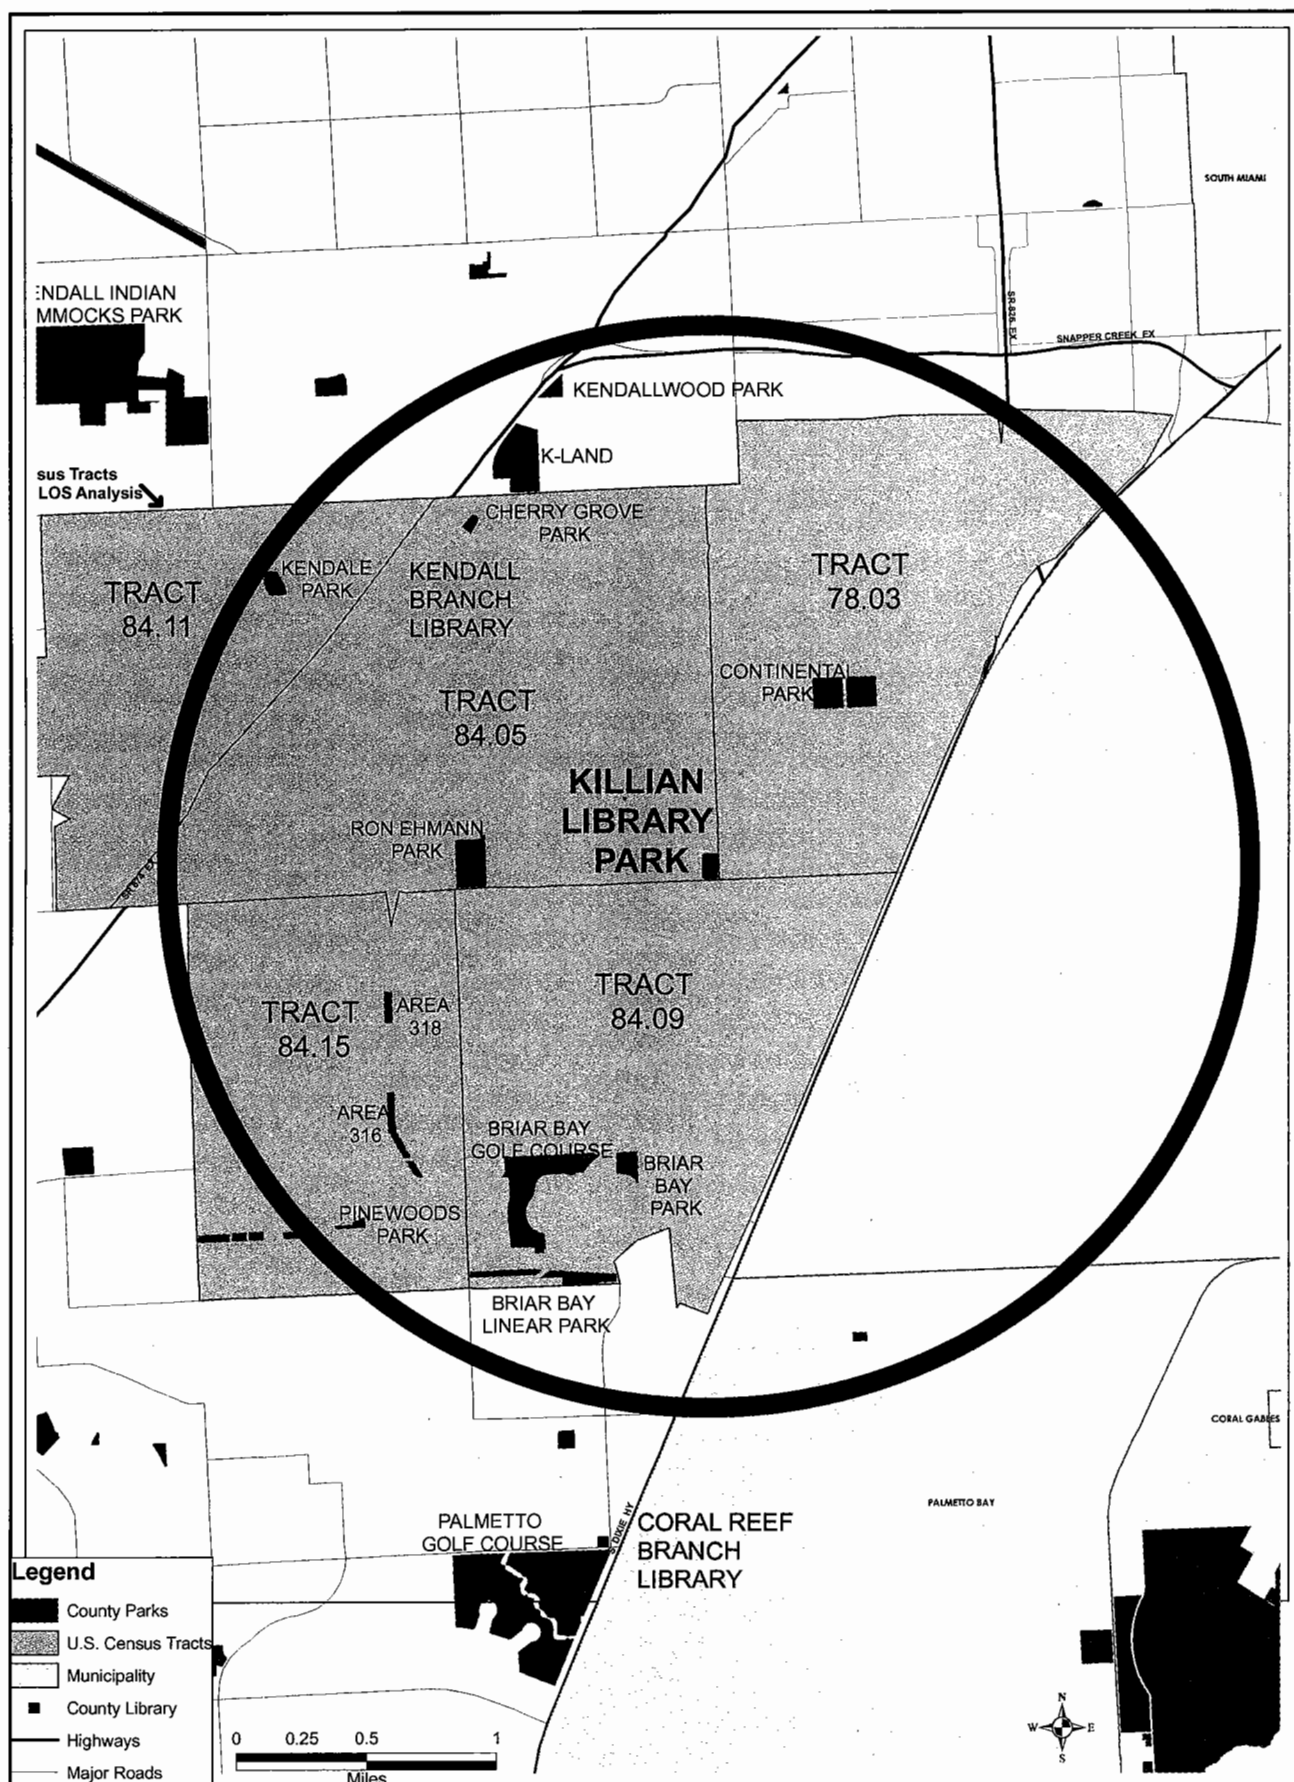 SOUTH MIAMI
ENDALL INDIAN
MMOCKS PARK
SR 826 EX
SNAPPER CREEK EX
KENDALLWOOD PARK
K-LAND
sus Tracts
LOS Analysis
CHERRY GROVE
PARK
KENDALE
PARK
KENDALL
BRANCH
LIBRARY
TRACT
84.11
TRACT
78.03
CONTINENTAL
PARK
TRACT
84.05
KILLIAN
LIBRARY
PARK
RON EHMANN
PARK
SR 874 EX
TRACT
84.15
AREA
318
TRACT
84.09
AREA
316
BRIAR BAY
GOLF COURSE
BRIAR
BAY
PARK
PINEWOODS
PARK
BRIAR BAY
LINEAR PARK
CORAL GABLES
PALMETTO BAY
PALMETTO
GOLF COURSE
S DIXIE HY
CORAL REEF
BRANCH
LIBRARY
Legend
County Parks
U.S. Census Tracts
Municipality
County Library
Highways
Major Roads
0 0.25 0.5 1
Miles
N
W E
S